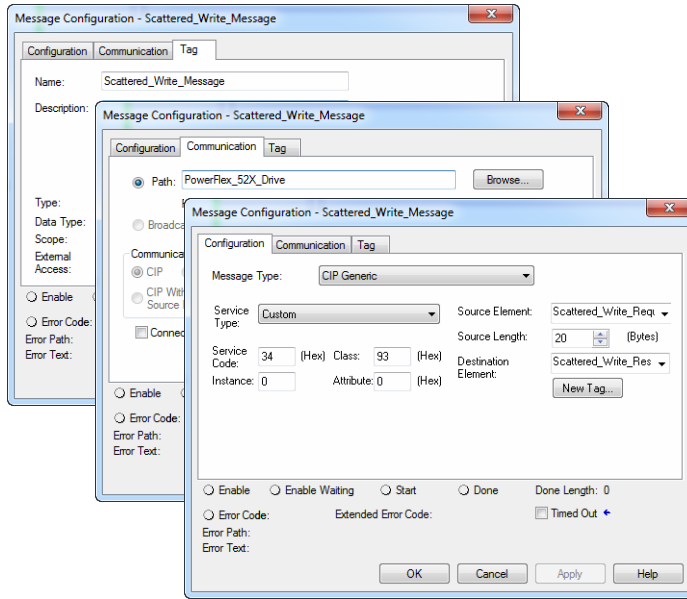 Message Configuration - Scattered_Write_Message
Configuration Communication Tag
Name: Scattered_Write_Message
Description:
Type:
Data Type:
Scope:
External
Access:
Enable
Error Code:
Error Path:
Error Text:
Message Configuration - Scattered_Write_Message
Configuration Communication Tag
Path: PowerFlex_52X_Drive Browse...
Communica
CIP
CIP With
Source
Connec
Enable
Error Code:
Error Path:
Error Text:
Message Configuration - Scattered_Write_Message
Configuration Communication Tag
Message Type: CIP Generic
Service
Type: Custom
Source Element: Scattered_Write_Requ
Source Length: 20 (Bytes)
Service
Code: 34 (Hex) Class: 93 (Hex)
Destination
Element: Scattered_Write_Res
Instance: 0 Attribute: 0 (Hex)
New Tag...
Enable Enable Waiting Start Done Done Length: 0
Error Code: Extended Error Code: Timed Out
Error Path:
Error Text:
OK Cancel Apply Help